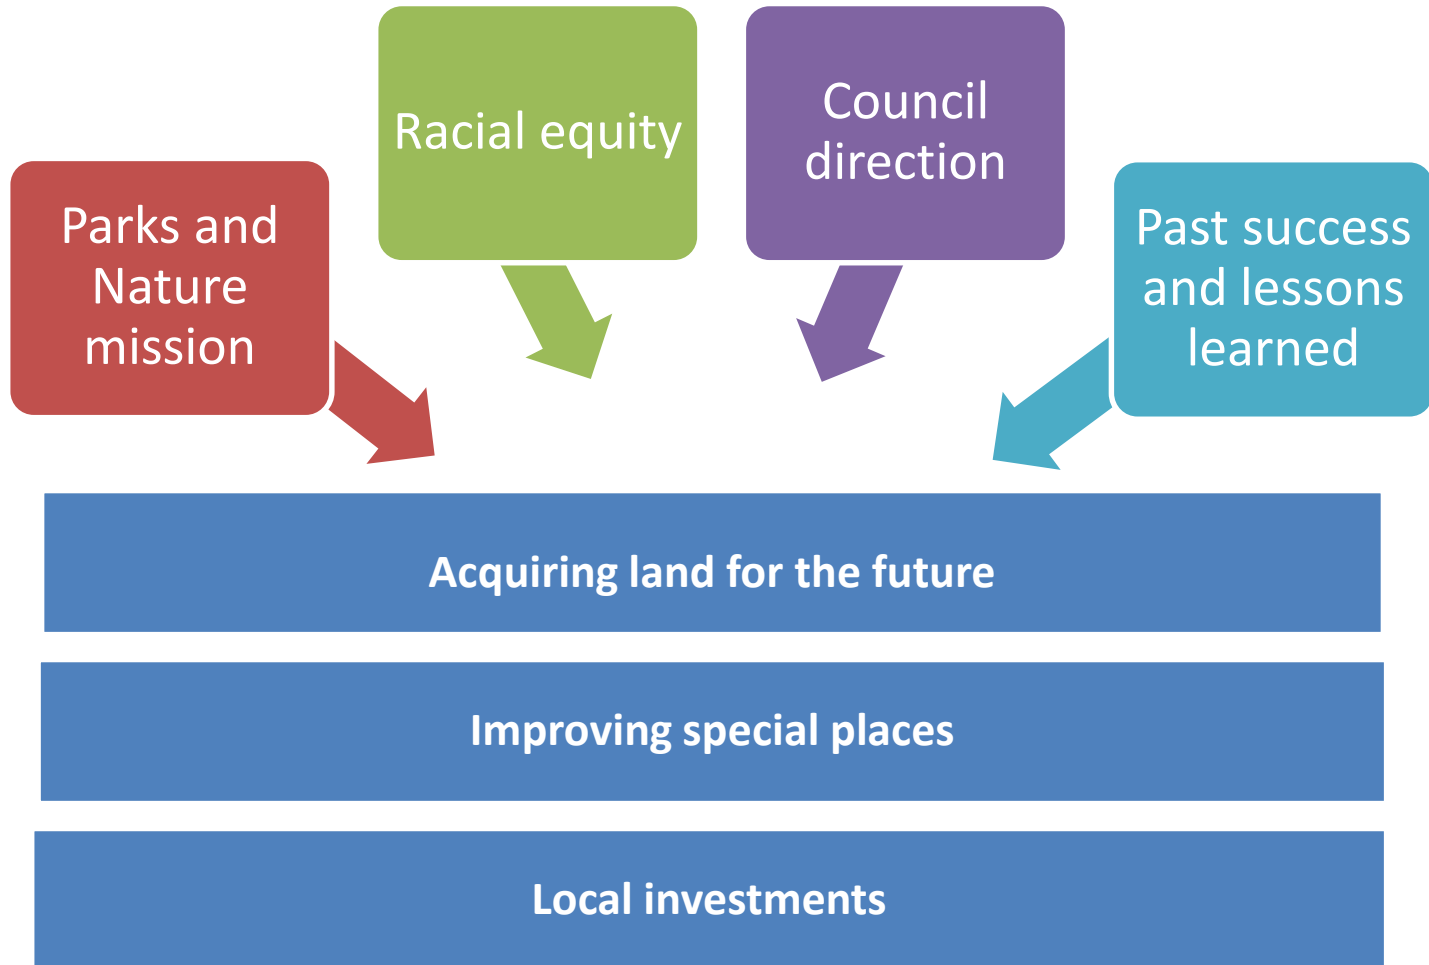 Parks and
Nature
mission
Racial equity
Council
direction
Past success
and lessons
learned
Acquiring land for the future
Improving special places
Local investments